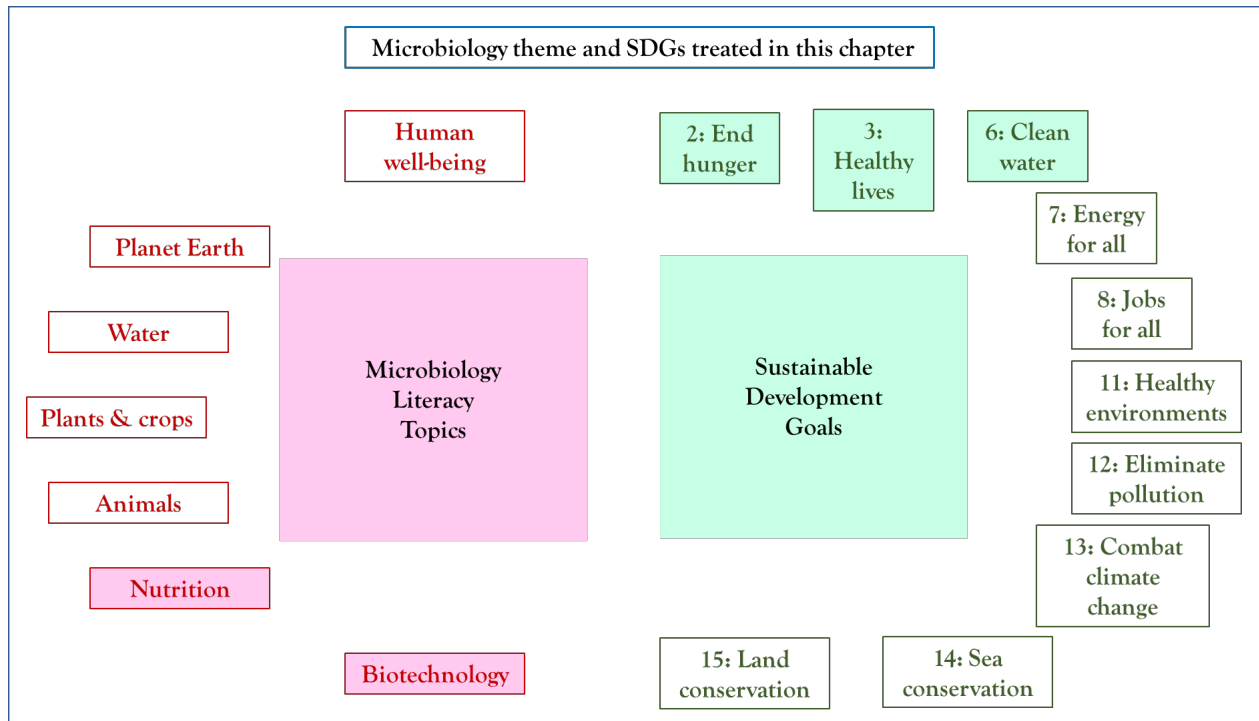 Microbiology theme and SDGs treated in this chapter
Human
well-being
Planet Earth
Water
Plants & crops
Animals
Nutrition
Biotechnology
Microbiology
Literacy
Topics
Sustainable
Development
Goals
2: End
hunger
3:
Healthy
lives
6: Clean
water
7: Energy
for all
8: Jobs
for all
11: Healthy
environments
12: Eliminate
pollution
13: Combat
climate
change
14: Sea
conservation
15: Land
conservation